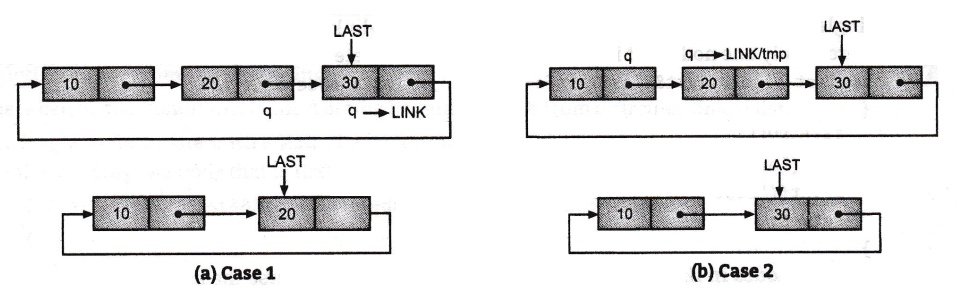 LAST
10 20 30
q q → LINK
LAST
10 20
(a) Case 1
LAST
q q → LINK/tmp
10 20 30
LAST
10 30
(b) Case 2